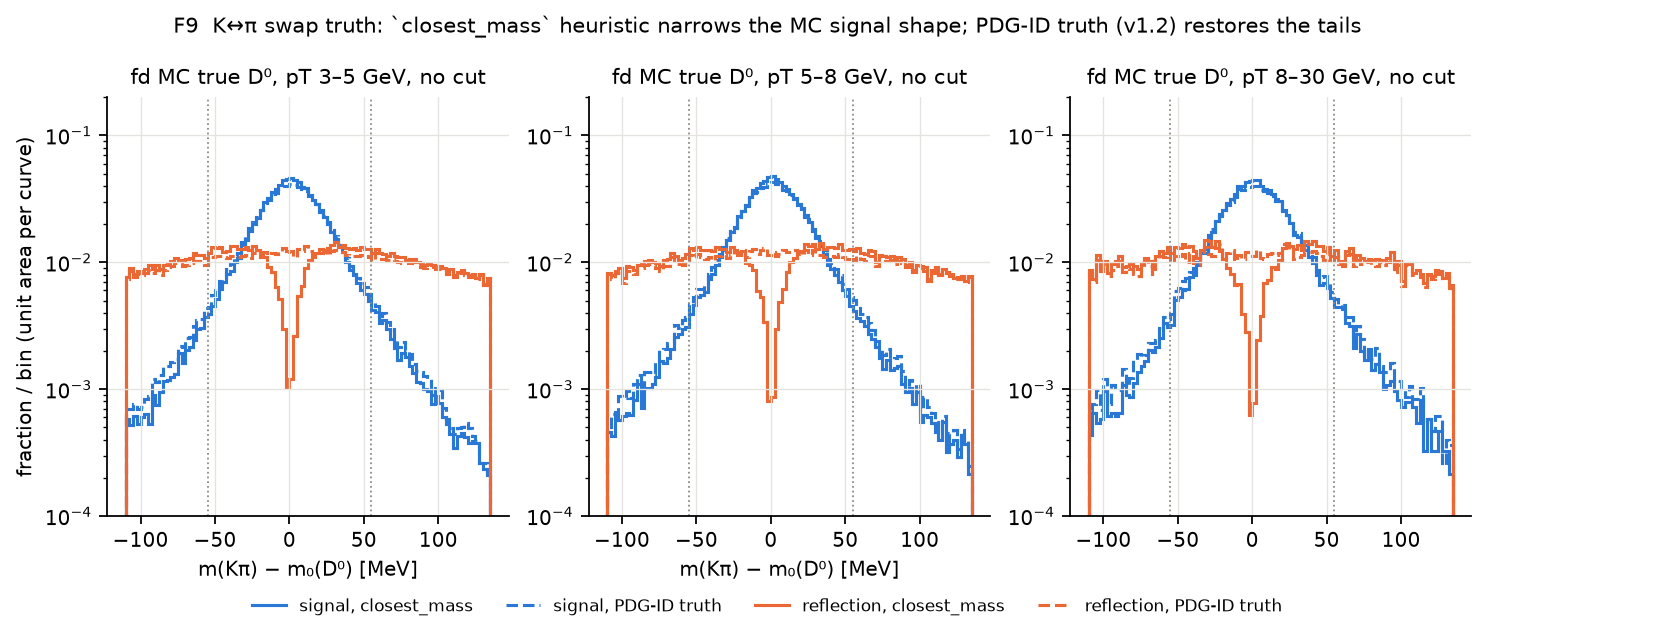 F9  K↔π swap truth: `closest_mass` heuristic narrows the MC signal shape; PDG-ID truth (v1.2) restores the tails
fd MC true D⁰, pT 3–5 GeV, no cut
fd MC true D⁰, pT 5–8 GeV, no cut
fd MC true D⁰, pT 8–30 GeV, no cut
fraction / bin (unit area per curve)
10⁻¹
10⁻²
10⁻³
10⁻⁴
−100 −50 0 50 100
m(Kπ) − m₀(D⁰) [MeV]
10⁻¹
10⁻²
10⁻³
10⁻⁴
−100 −50 0 50 100
m(Kπ) − m₀(D⁰) [MeV]
10⁻¹
10⁻²
10⁻³
10⁻⁴
−100 −50 0 50 100
signal, closest_mass
signal, PDG-ID truth
reflection, closest_mass
reflection, PDG-ID truth